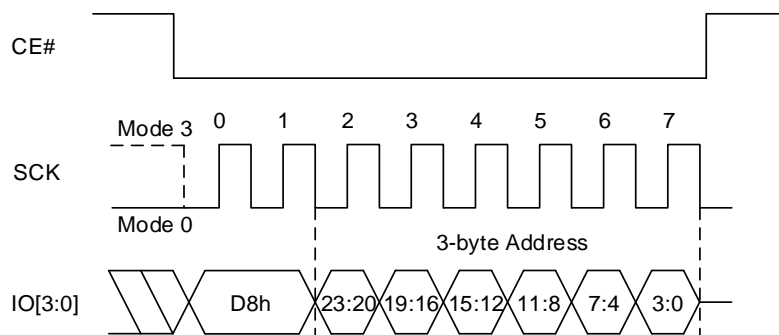 CE#
Mode 3 0 1 2 3 4 5 6 7
SCK
Mode 0
3-byte Address
IO[3:0] D8h 23:20 19:16 15:12 11:8 7:4 3:0